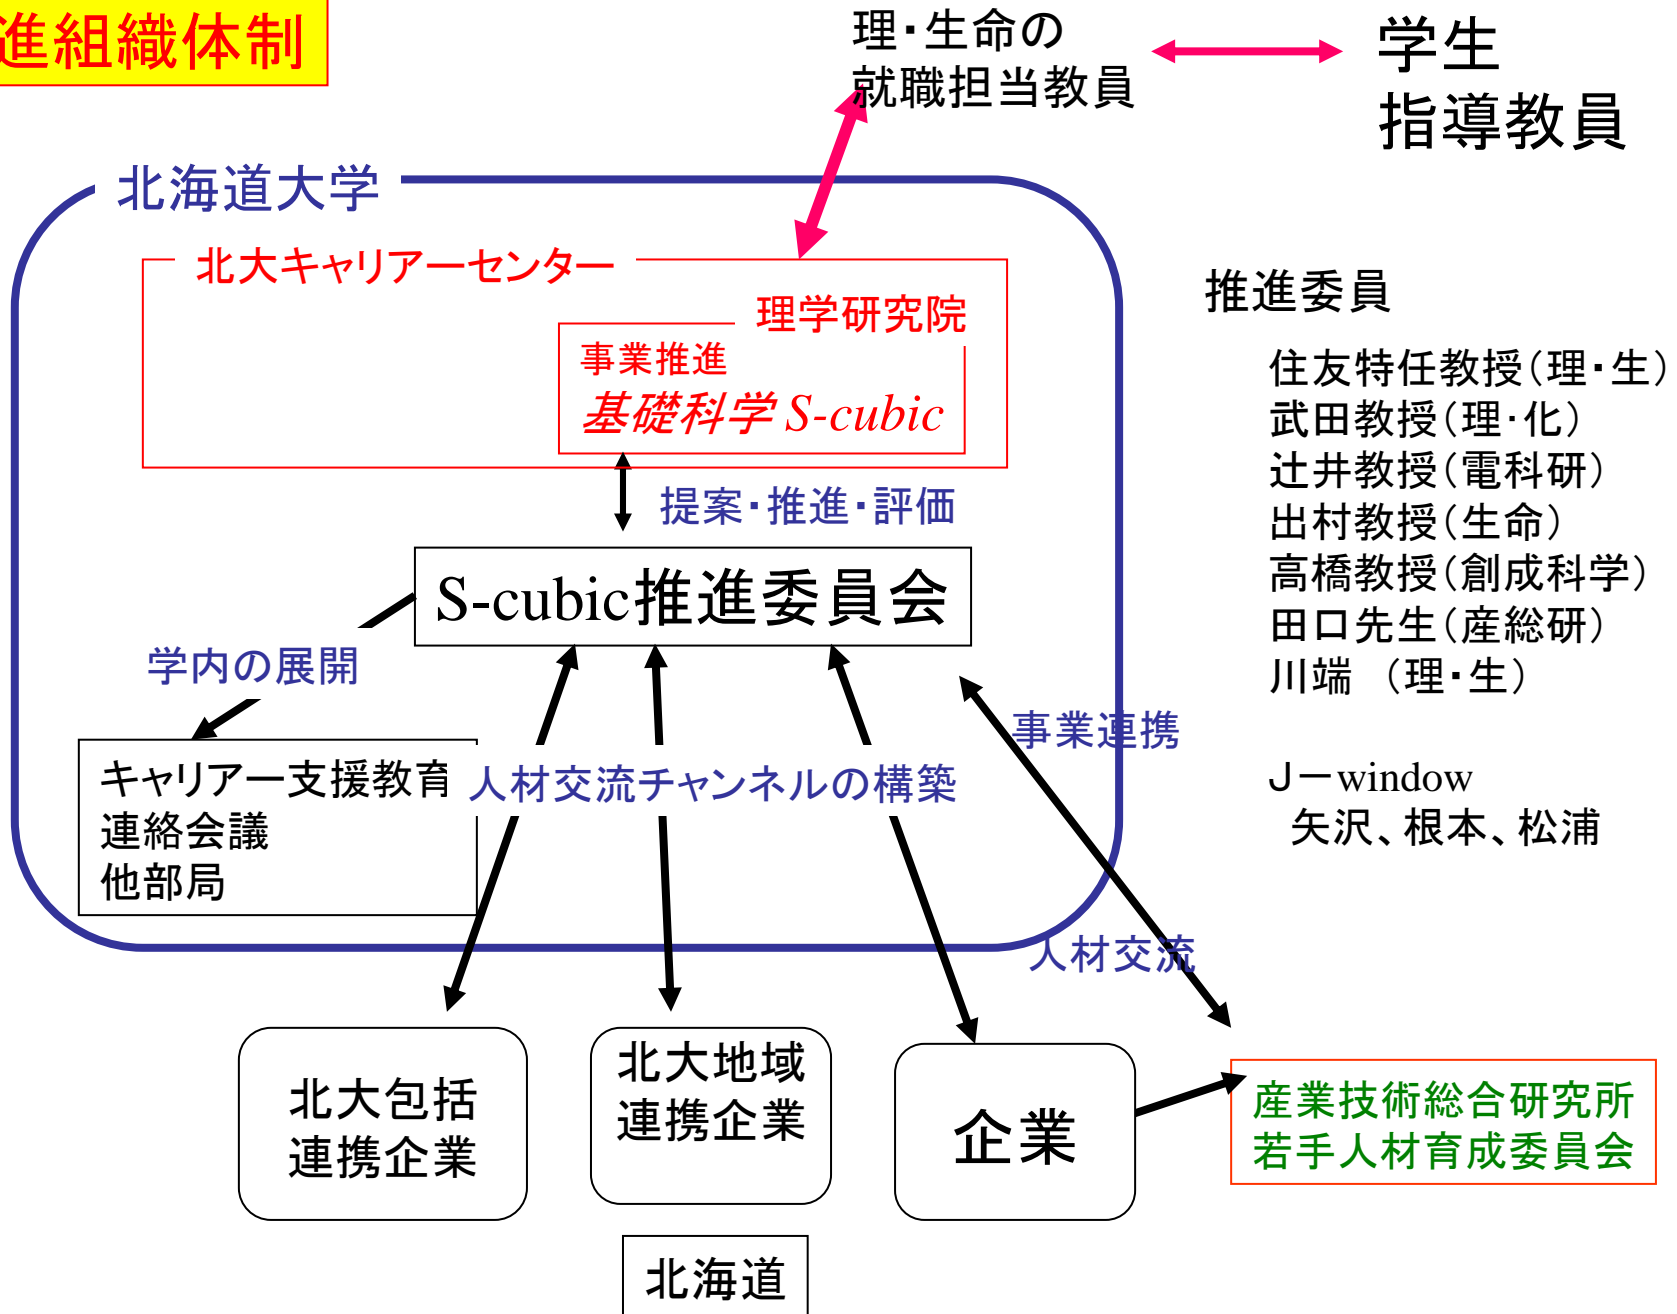 進組織体制
理・生命の
就職担当教員
学生
指導教員
北海道大学
北大キャリアーセンター
理学研究院
事業推進
基礎科学 S-cubic
提案・推進・評価
S-cubic推進委員会
学内の展開
キャリアー支援教育
連絡会議
他部局
人材交流チャンネルの構築
事業連携
人材交流
推進委員
住友特任教授(理・生)
武田教授(理・化)
辻井教授(電科研)
出村教授(生命)
高橋教授(創成科学)
田口先生(産総研)
川端 (理・生)
J-window
矢沢、根本、松浦
北大包括
連携企業
北大地域
連携企業
企業
産業技術総合研究所
若手人材育成委員会
北海道